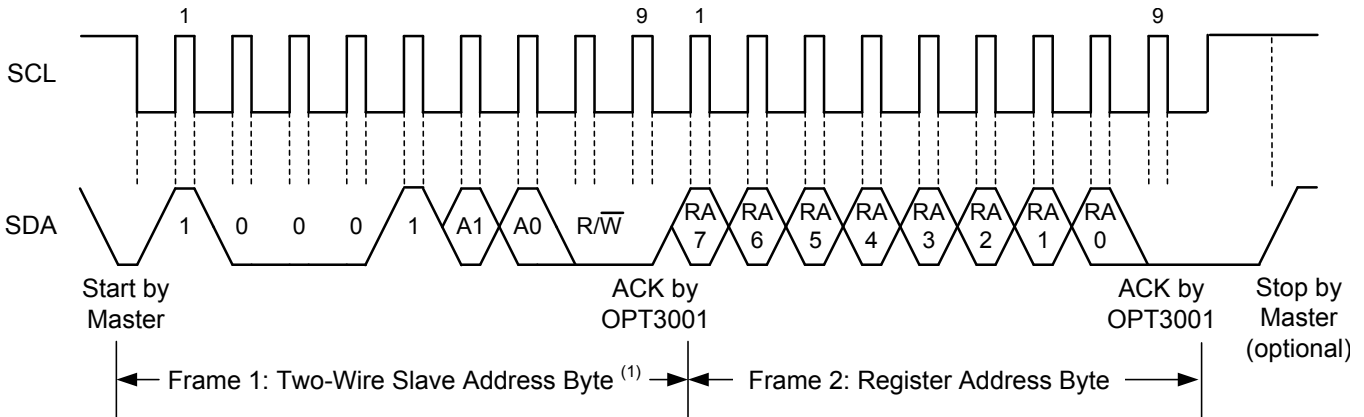 1 9 1 9
SCL
SDA
1 0 0 0 1 A1 A0 R/W̅ RA RA RA RA RA RA RA RA
7 6 5 4 3 2 1 0
Start by
Master
ACK by
OPT3001
ACK by
OPT3001
Stop by
Master
(optional)
Frame 1: Two-Wire Slave Address Byte (1)
Frame 2: Register Address Byte